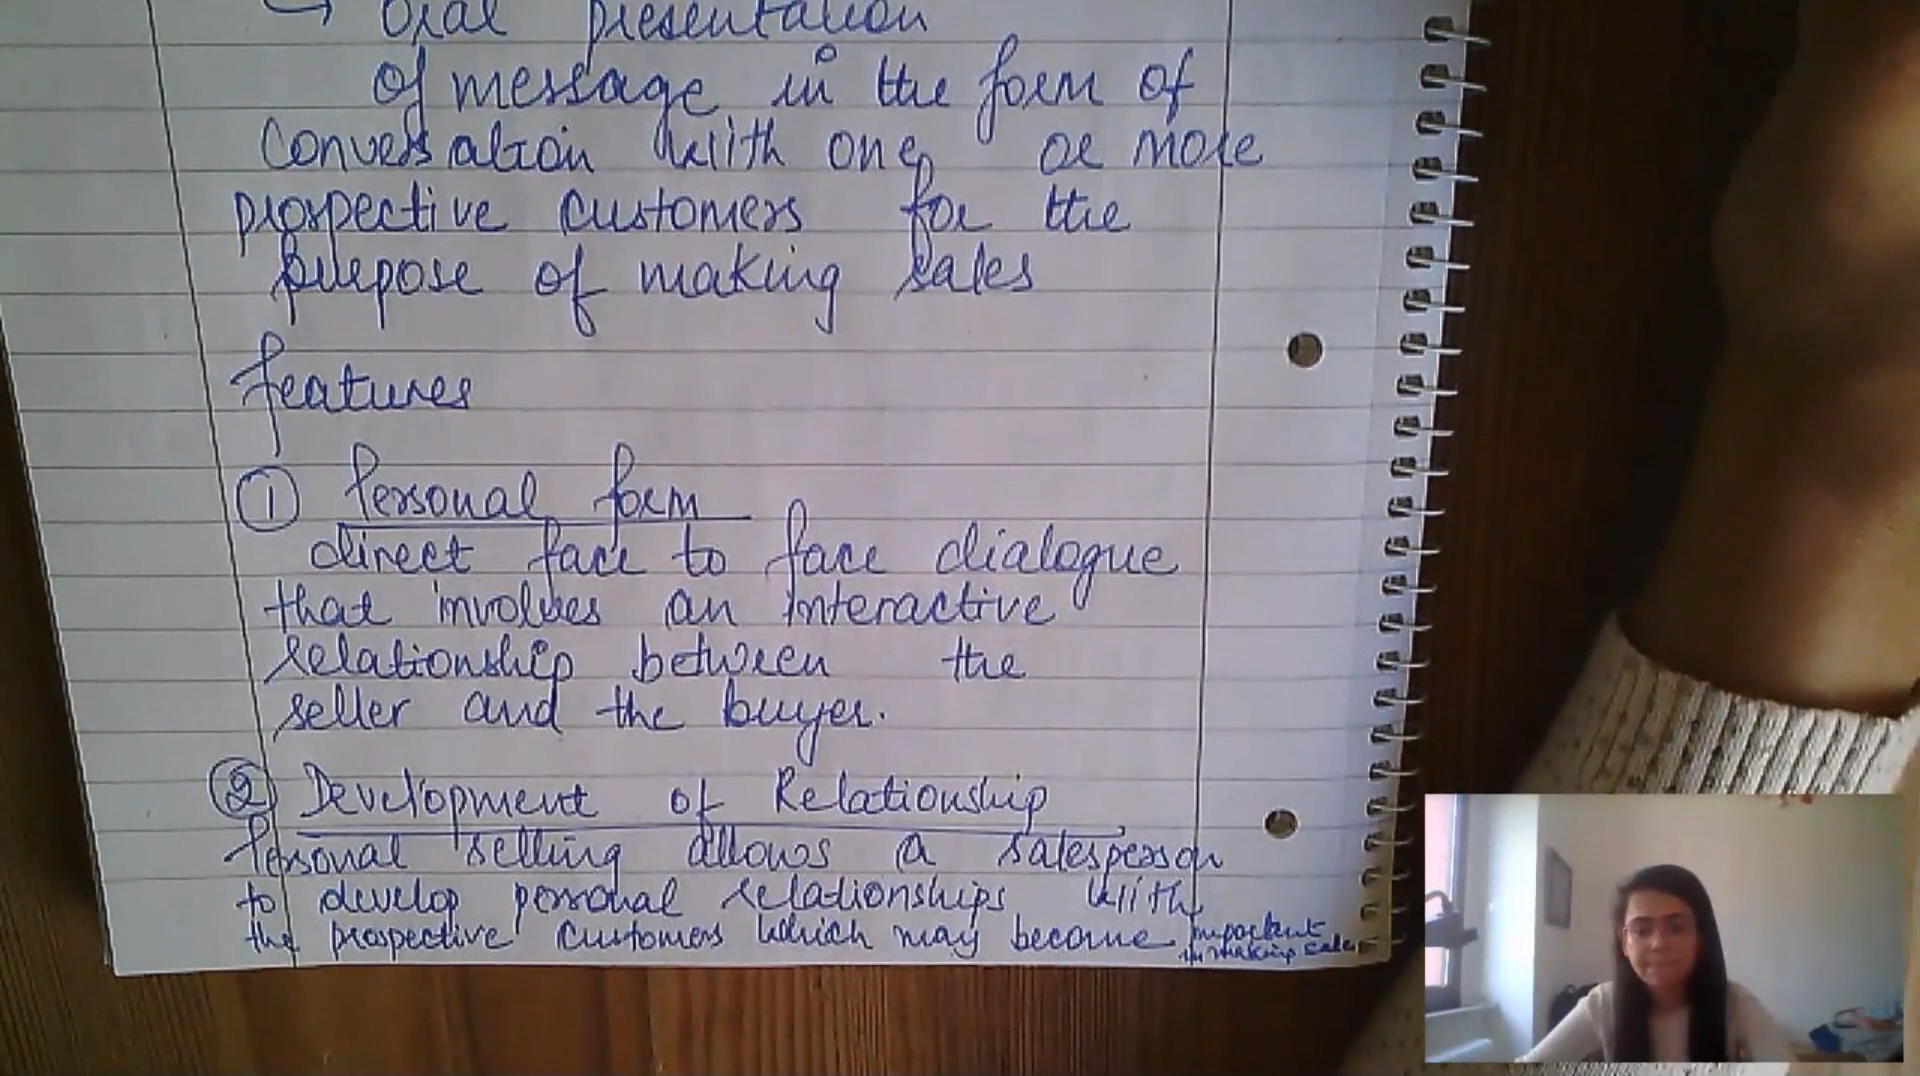 → Oral presentation
of message in the form of
Conversation with one or more
prospective customers for the
purpose of making sales
features
① Personal form
direct face to face dialogue
that involves an interactive
relationship between the
seller and the buyer.
② Development of Relationship
Personal selling allows a salesperson
to develop personal relationships with
the prospective customers which may become important
in making sales